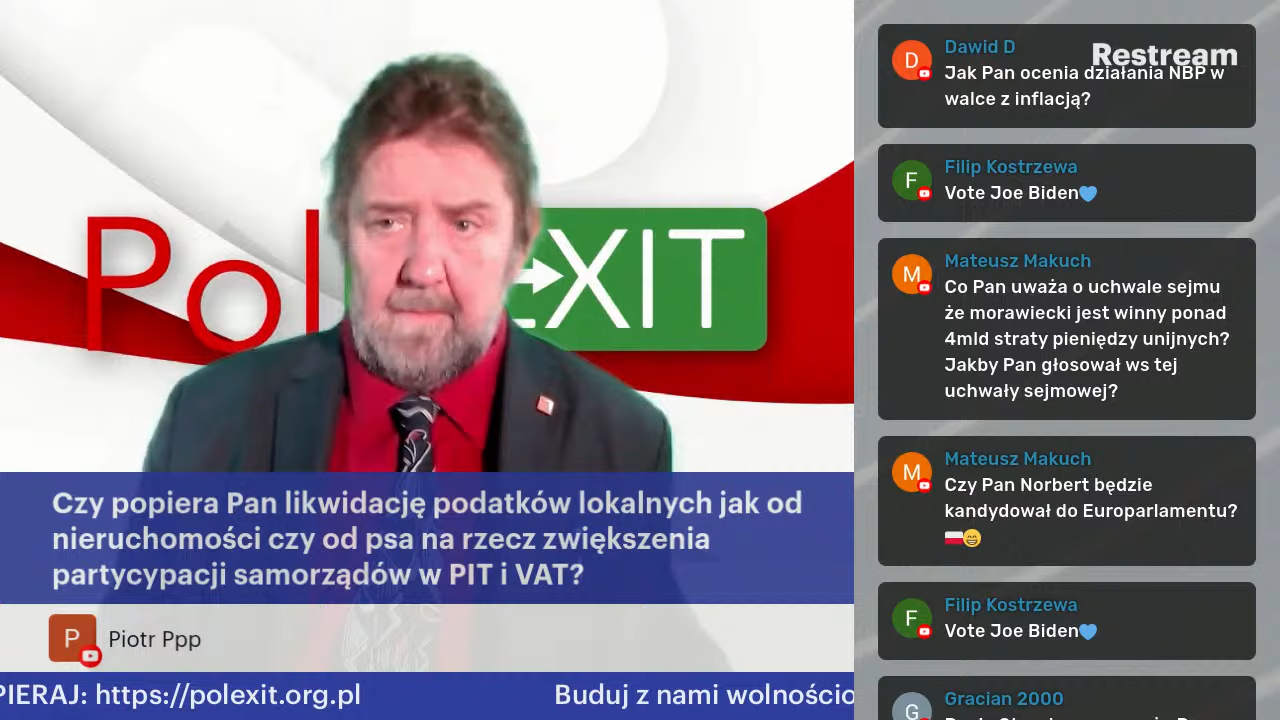 Pol
EXIT
Czy popiera Pan likwidację podatków lokalnych jak od
nieruchomości czy od psa na rzecz zwiększenia
partycypacji samorządów w PIT i VAT?
P
Piotr Ppp
PIERAJ: https://polexit.org.pl
Buduj z nami wolnościo
Restream
D
Dawid D
Jak Pan ocenia działania NBP w
walce z inflacją?
F
Filip Kostrzewa
Vote Joe Biden💙
M
Mateusz Makuch
Co Pan uważa o uchwale sejmu
że morawiecki jest winny ponad
4mld straty pieniędzy unijnych?
Jakby Pan głosował ws tej
uchwały sejmowej?
M
Mateusz Makuch
Czy Pan Norbert będzie
kandydował do Europarlamentu?
🇵🇱😄
F
Filip Kostrzewa
Vote Joe Biden💙
G
Gracian 2000